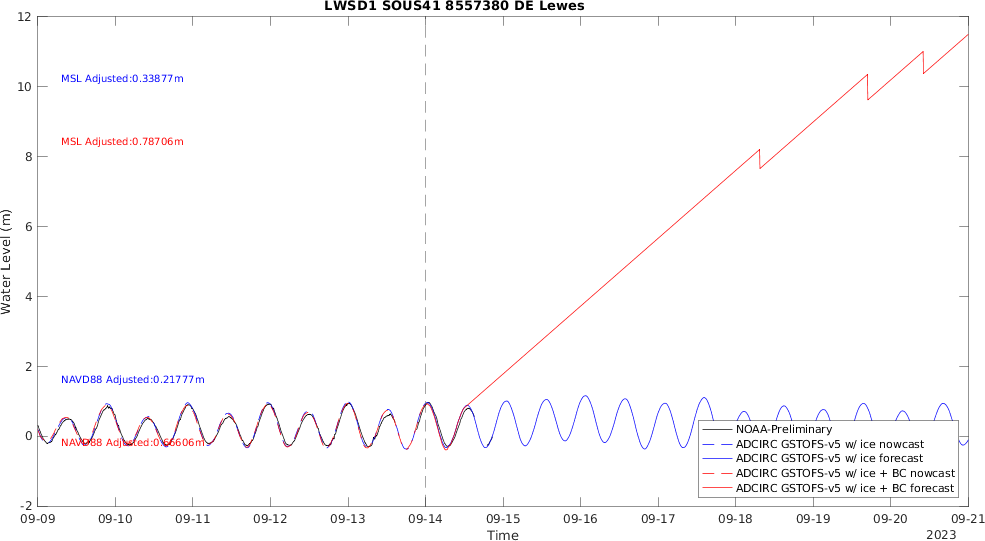 LWSD1 SOUS41 8557380 DE Lewes
12
10
8
6
4
2
0
-2
Water Level (m)
MSL Adjusted:0.33877m
MSL Adjusted:0.78706m
NAVD88 Adjusted:0.21777m
NAVD88 Adjusted:0.66606m
NOAA-Preliminary
ADCIRC GSTOFS-v5 w/ ice nowcast
ADCIRC GSTOFS-v5 w/ ice forecast
ADCIRC GSTOFS-v5 w/ ice + BC nowcast
ADCIRC GSTOFS-v5 w/ ice + BC forecast
09-09 09-10 09-11 09-12 09-13 09-14 09-15 09-16 09-17 09-18 09-19 09-20 09-21
Time
2023